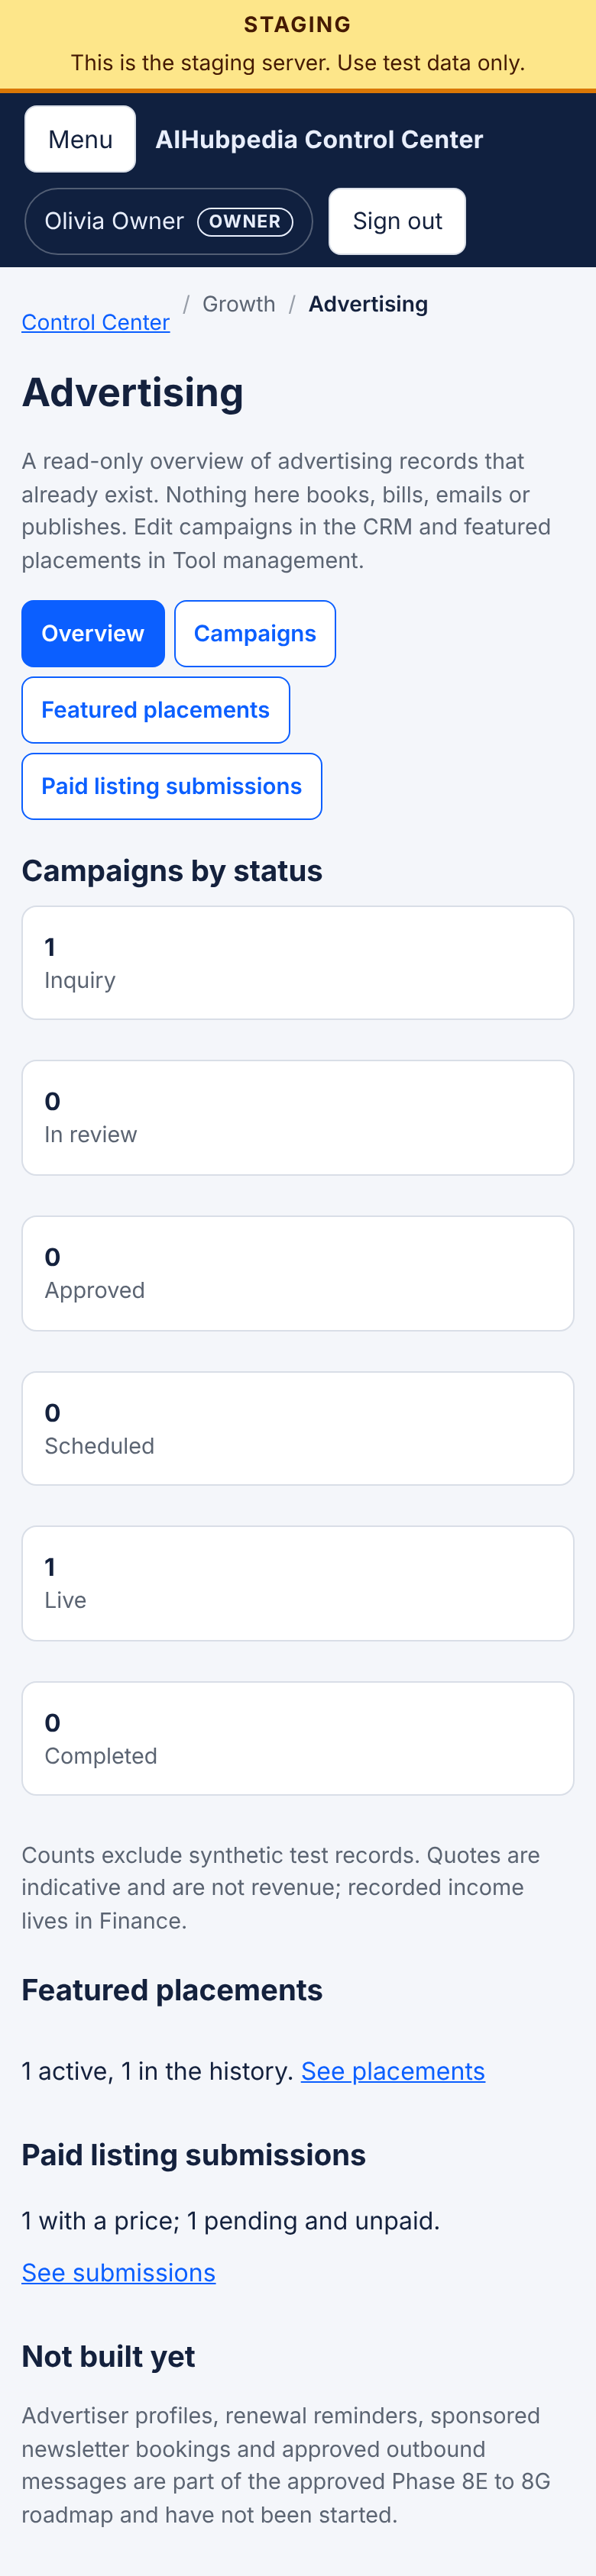 STAGING
This is the staging server. Use test data only.
Menu
AIHubpedia Control Center
Olivia Owner OWNER
Sign out
Control Center / Growth / Advertising
Advertising
A read-only overview of advertising records that
already exist. Nothing here books, bills, emails or
publishes. Edit campaigns in the CRM and featured
placements in Tool management.
Overview
Campaigns
Featured placements
Paid listing submissions
Campaigns by status
1
Inquiry
0
In review
0
Approved
0
Scheduled
1
Live
0
Completed
Counts exclude synthetic test records. Quotes are
indicative and are not revenue; recorded income
lives in Finance.
Featured placements
1 active, 1 in the history. See placements
Paid listing submissions
1 with a price; 1 pending and unpaid.
See submissions
Not built yet
Advertiser profiles, renewal reminders, sponsored
newsletter bookings and approved outbound
messages are part of the approved Phase 8E to 8G
roadmap and have not been started.